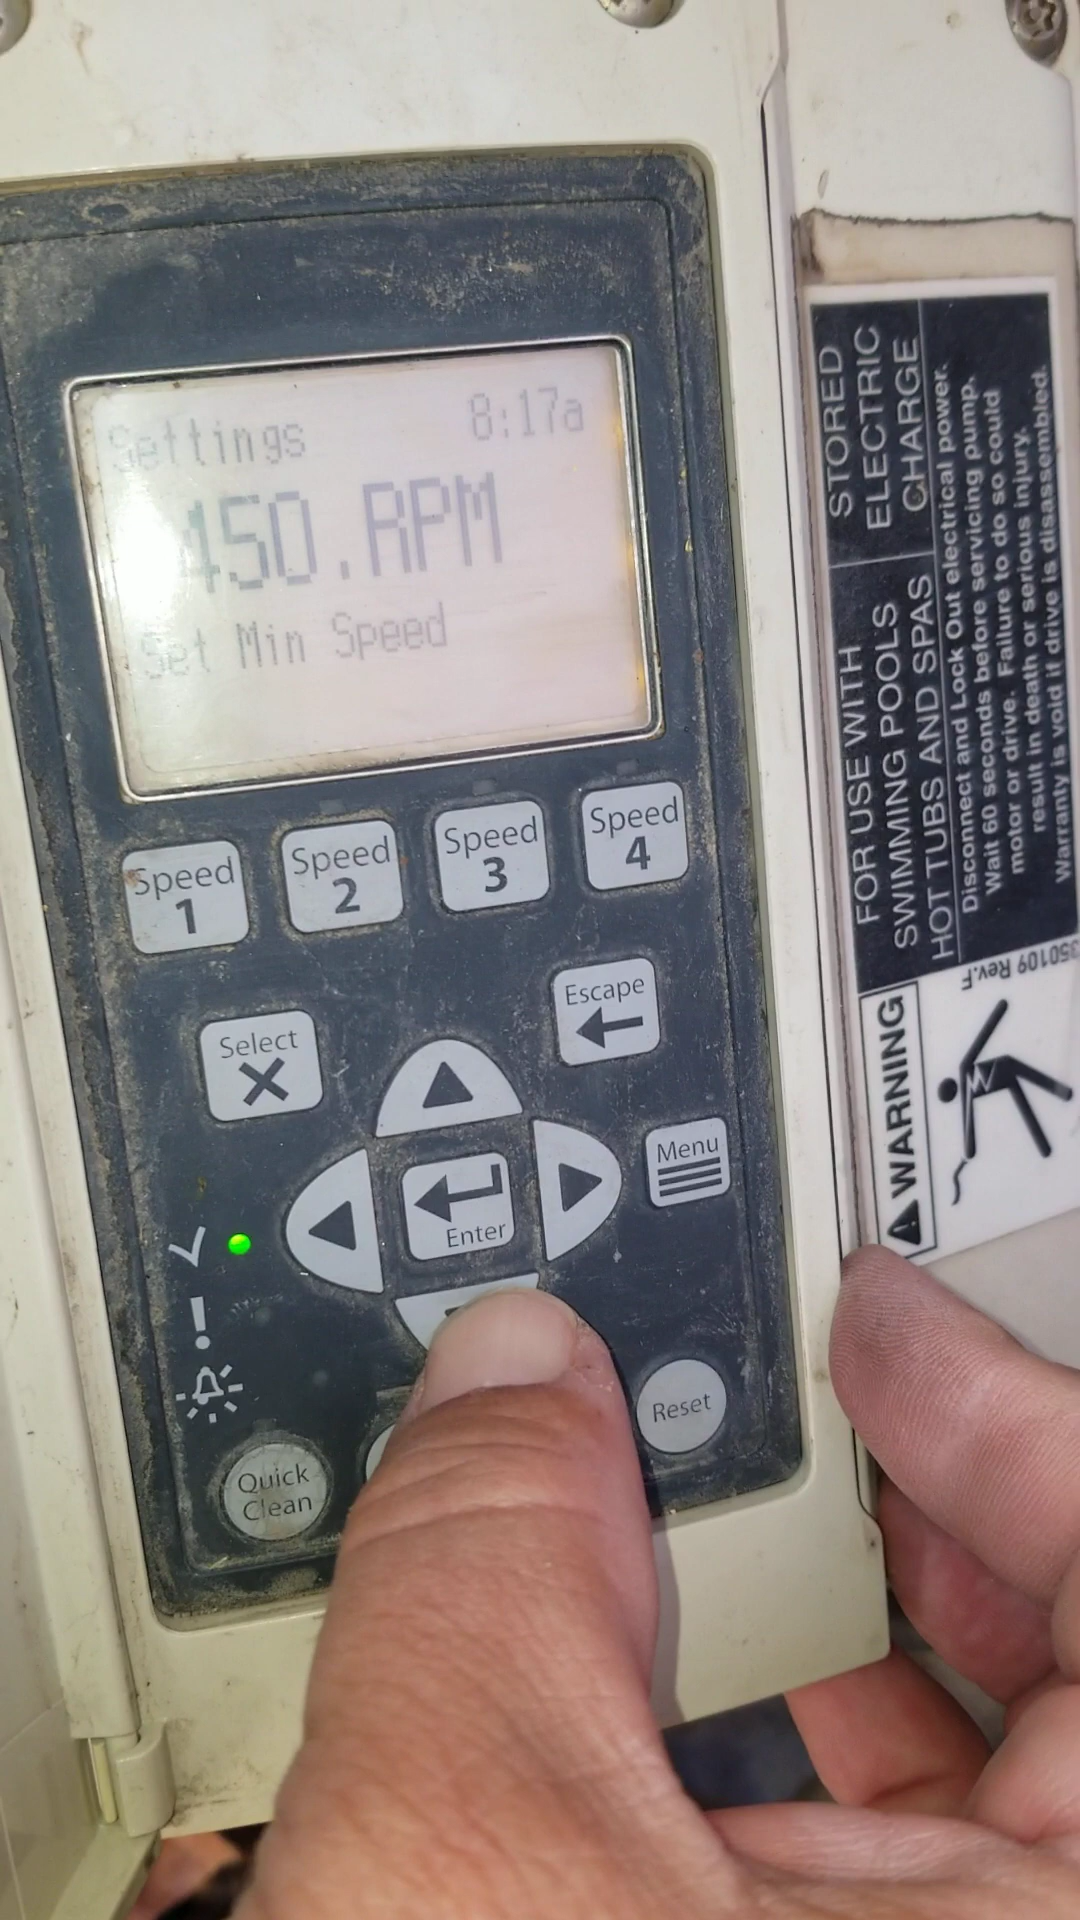 Settings 8:17a
450.RPM
Set Min Speed
Speed
1
Speed
2
Speed
3
Speed
4
Select
Escape
Menu
Enter
Reset
Quick
Clean
WARNING
FOR USE WITH
SWIMMING POOLS
HOT TUBS AND SPAS
STORED
ELECTRIC
CHARGE
Disconnect and Lock Out electrical power.
Wait 60 seconds before servicing pump,
motor or drive. Failure to do so could
result in death or serious injury.
Warranty is void if drive is disassembled.
350109 Rev.F